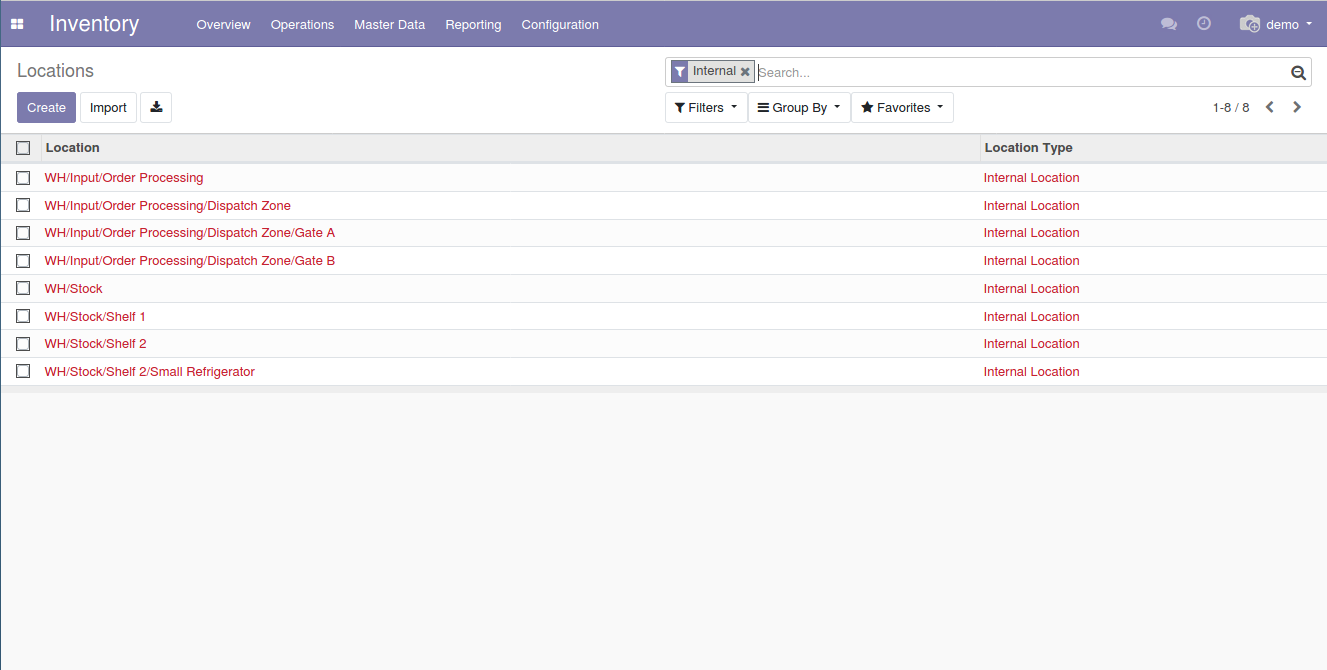 Inventory Overview Operations Master Data Reporting Configuration demo
Locations
Internal Search...
Create Import Filters Group By Favorites 1-8 / 8
Location Location Type
WH/Input/Order Processing Internal Location
WH/Input/Order Processing/Dispatch Zone Internal Location
WH/Input/Order Processing/Dispatch Zone/Gate A Internal Location
WH/Input/Order Processing/Dispatch Zone/Gate B Internal Location
WH/Stock Internal Location
WH/Stock/Shelf 1 Internal Location
WH/Stock/Shelf 2 Internal Location
WH/Stock/Shelf 2/Small Refrigerator Internal Location